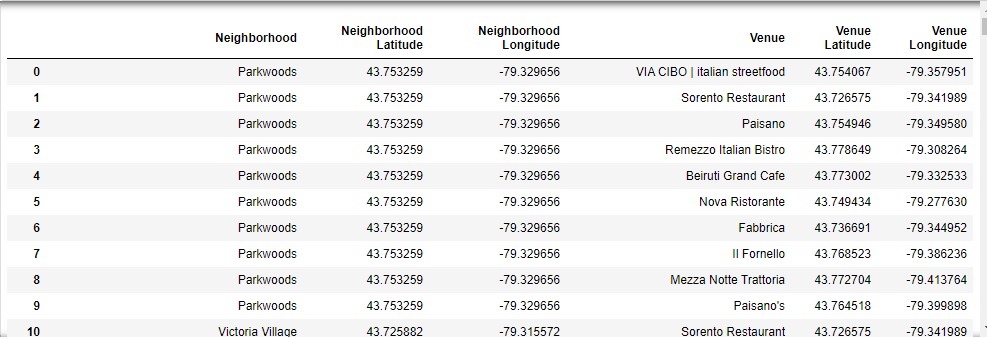 Neighborhood Neighborhood Latitude Neighborhood Longitude Venue Venue Latitude Venue Longitude
0 Parkwoods 43.753259 -79.329656 VIA CIBO | italian streetfood 43.754067 -79.357951
1 Parkwoods 43.753259 -79.329656 Sorento Restaurant 43.726575 -79.341989
2 Parkwoods 43.753259 -79.329656 Paisano 43.754946 -79.349580
3 Parkwoods 43.753259 -79.329656 Remezzo Italian Bistro 43.778649 -79.308264
4 Parkwoods 43.753259 -79.329656 Beiruti Grand Cafe 43.773002 -79.332533
5 Parkwoods 43.753259 -79.329656 Nova Ristorante 43.749434 -79.277630
6 Parkwoods 43.753259 -79.329656 Fabbrica 43.736691 -79.344952
7 Parkwoods 43.753259 -79.329656 Il Fornello 43.768523 -79.386236
8 Parkwoods 43.753259 -79.329656 Mezza Notte Trattoria 43.772704 -79.413764
9 Parkwoods 43.753259 -79.329656 Paisano's 43.764518 -79.399898
10 Victoria Village 43.725882 -79.315572 Sorento Restaurant 43.726575 -79.341989